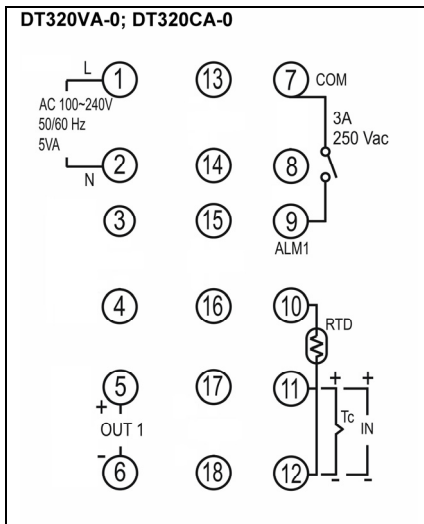 DT320VA-0; DT320CA-0
L 1 13 7 COM
AC 100~240V
50/60 Hz
5VA
3A
250 Vac
2 14 8
N
3 15 9
ALM1
4 16 10
RTD
5 17 11 + +
+
OUT 1
Tc IN
-
6 18 12 - -